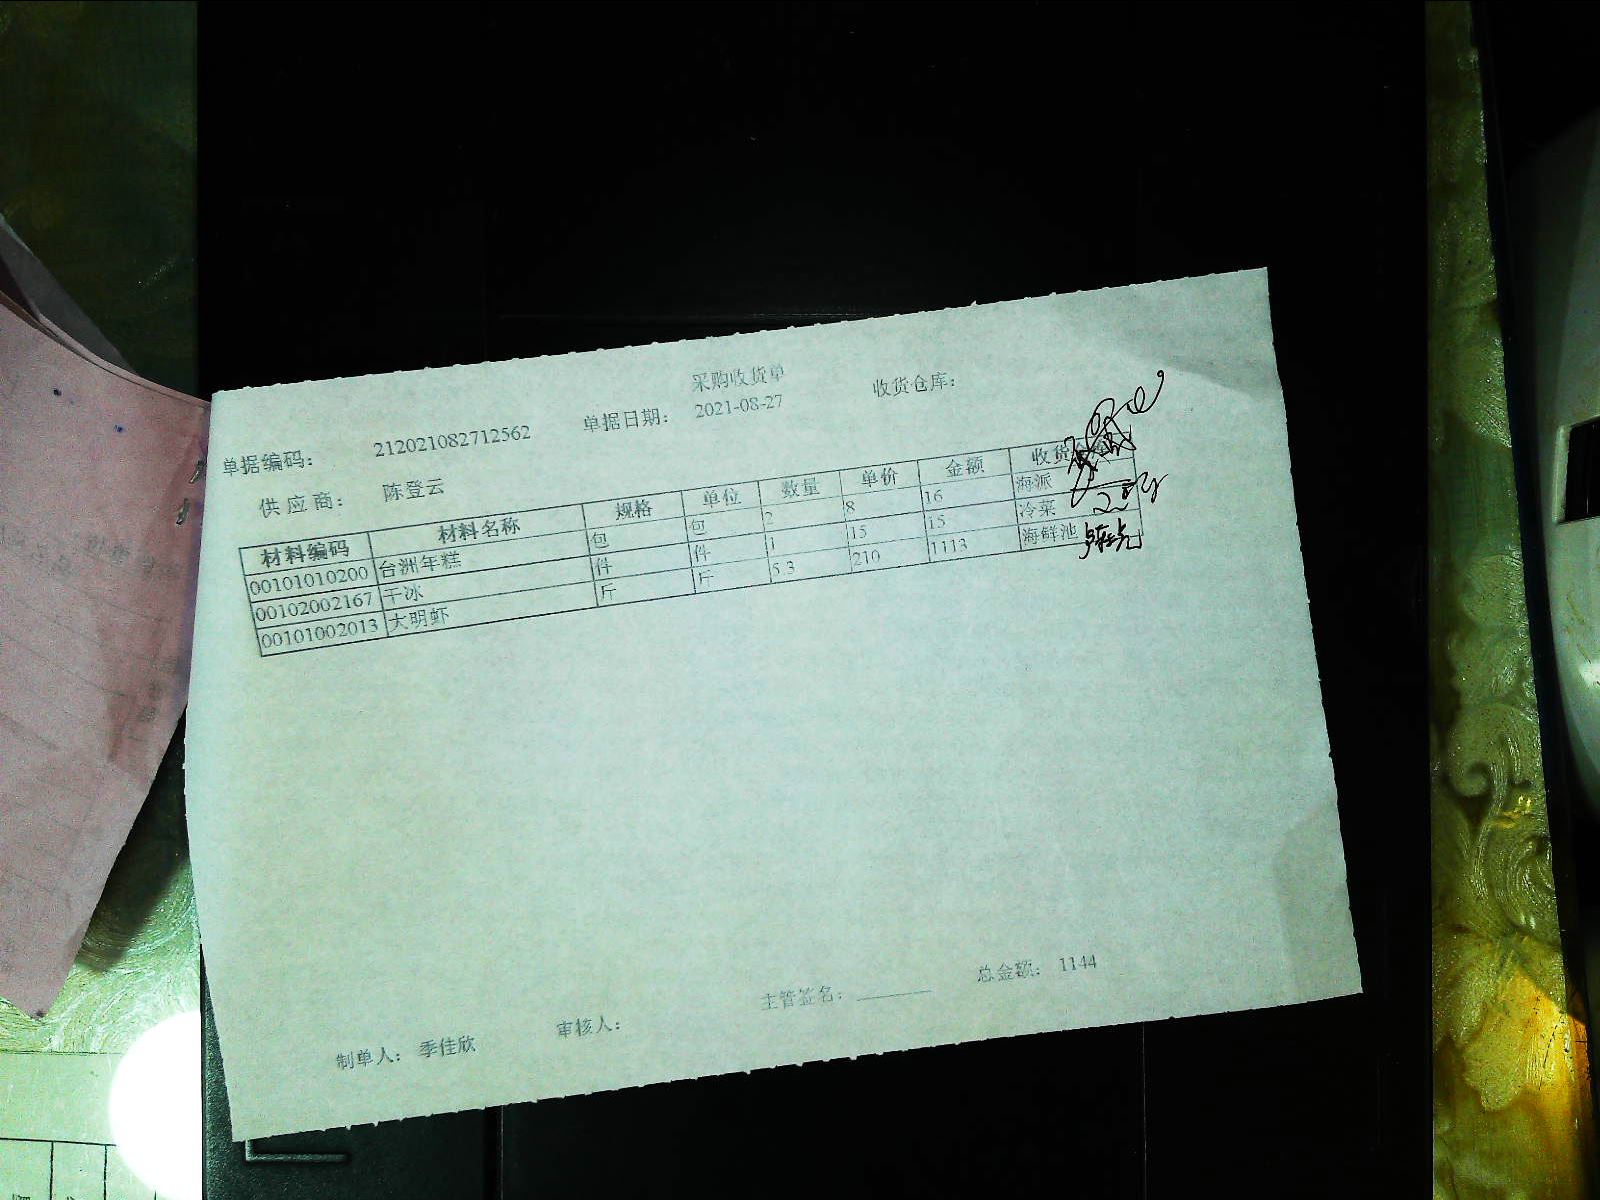 采购收货单
单据编码： 212021082712562 单据日期： 2021-08-27 收货仓库：
供应商： 陈登云
材料编码 材料名称 规格 单位 数量 单价 金额 收货
00101010200 台洲年糕 包 包 2 8 16 海派
00102002167 干冰 件 件 1 15 15 冷菜
00101002013 大明虾 斤 斤 5.3 210 1113 海鲜池
主管签名： 总金额： 1144
制单人： 季佳欣 审核人：